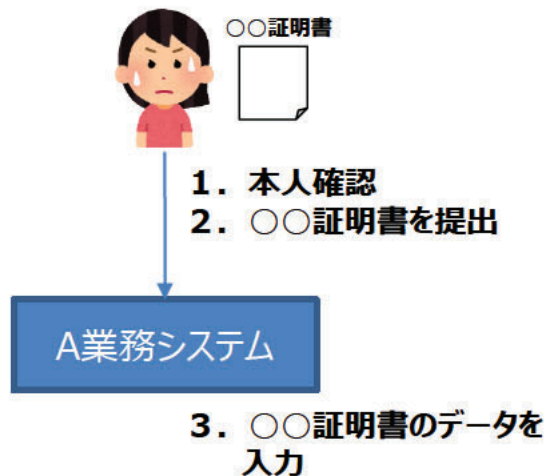 ○○証明書
1. 本人確認
2. ○○証明書を提出
A業務システム
3. ○○証明書のデータを
入力